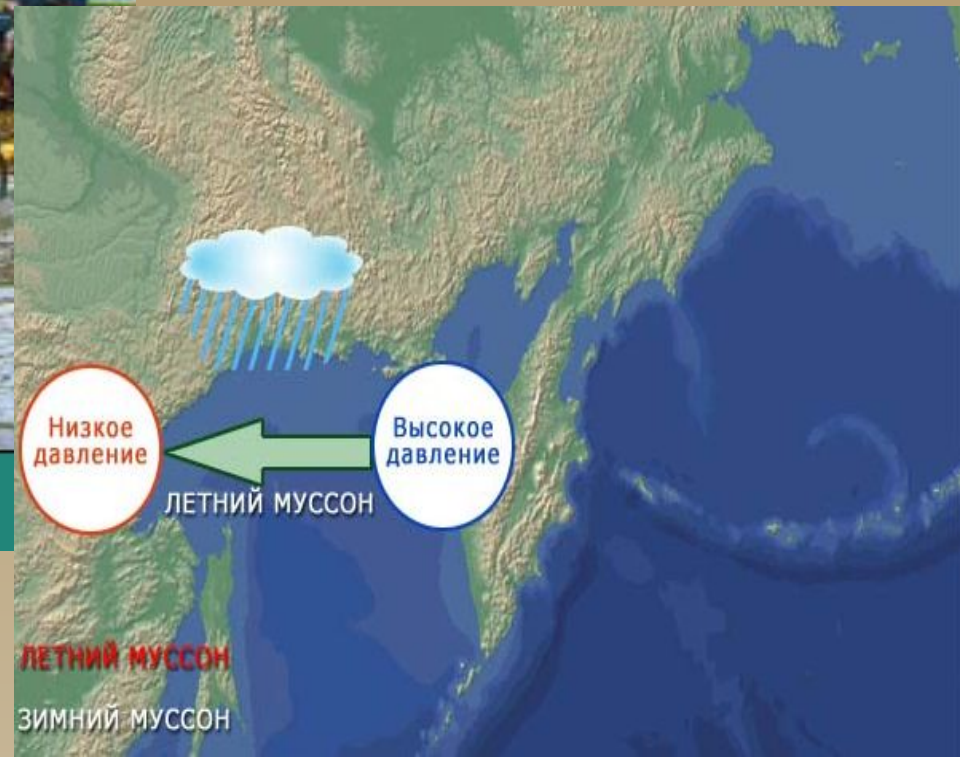 Низкое
давление
Высокое
давление
ЛЕТНИЙ МУССОН
ЛЕТНИЙ МУССОН
ЗИМНИЙ МУССОН